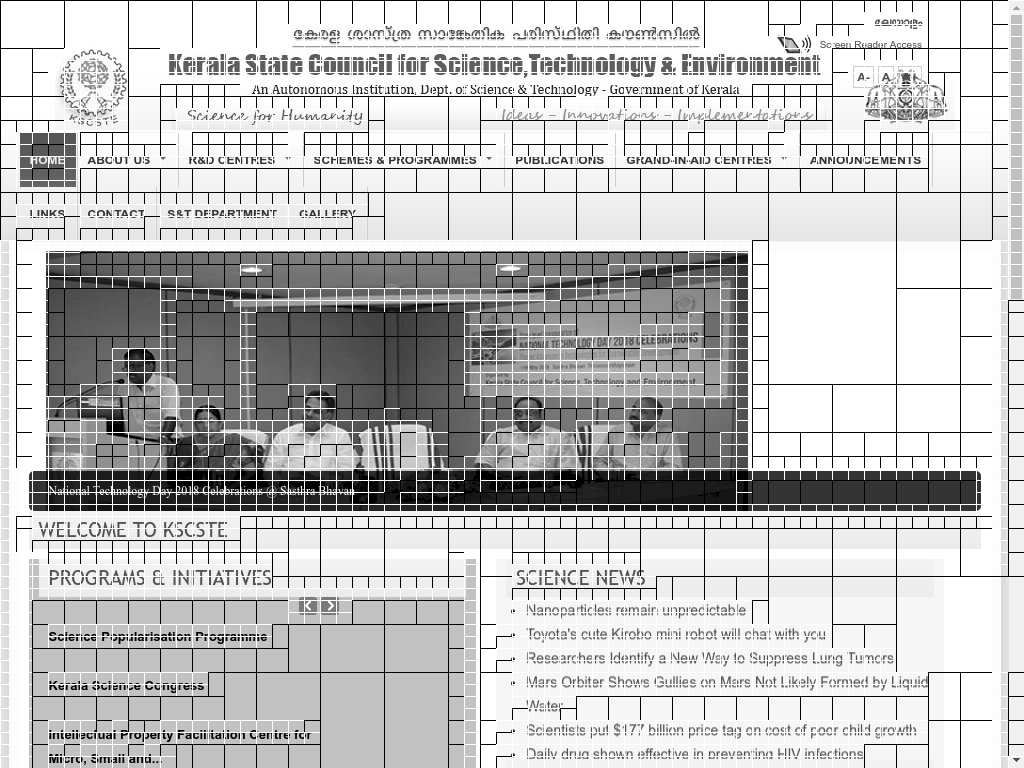 കേരള ശാസ്ത്ര സാങ്കേതിക പരിസ്ഥിതി കൗൺസിൽ
മലയാളം
Screen Reader Access
Kerala State Council for Science,Technology & Environment
A- A
An Autonomous Institution, Dept. of Science & Technology - Government of Kerala
KSCSTE
Science for Humanity
Ideas - Innovations - Implementations
HOME
ABOUT US
R&D CENTRES
SCHEMES & PROGRAMMES
PUBLICATIONS
GRAND-IN-AID CENTRES
ANNOUNCEMENTS
LINKS
CONTACT
S&T DEPARTMENT
GALLERY
NATIONAL TECHNOLOGY DAY 2018 CELEBRATIONS
Kerala State Council for Science, Technology and Environment
National Technology Day 2018 Celebrations @ Sasthra Bhavan
WELCOME TO KSCSTE
PROGRAMS & INITIATIVES
Science Popularisation Programme
Kerala Science Congress
Intellectual Property Facilitation Centre for
Micro, Small and...
SCIENCE NEWS
Nanoparticles remain unpredictable
Toyota's cute Kirobo mini robot will chat with you
Researchers Identify a New Way to Suppress Lung Tumors
Mars Orbiter Shows Gullies on Mars Not Likely Formed by Liquid
Water
Scientists put $177 billion price tag on cost of poor child growth
Daily drug shown effective in preventing HIV infections